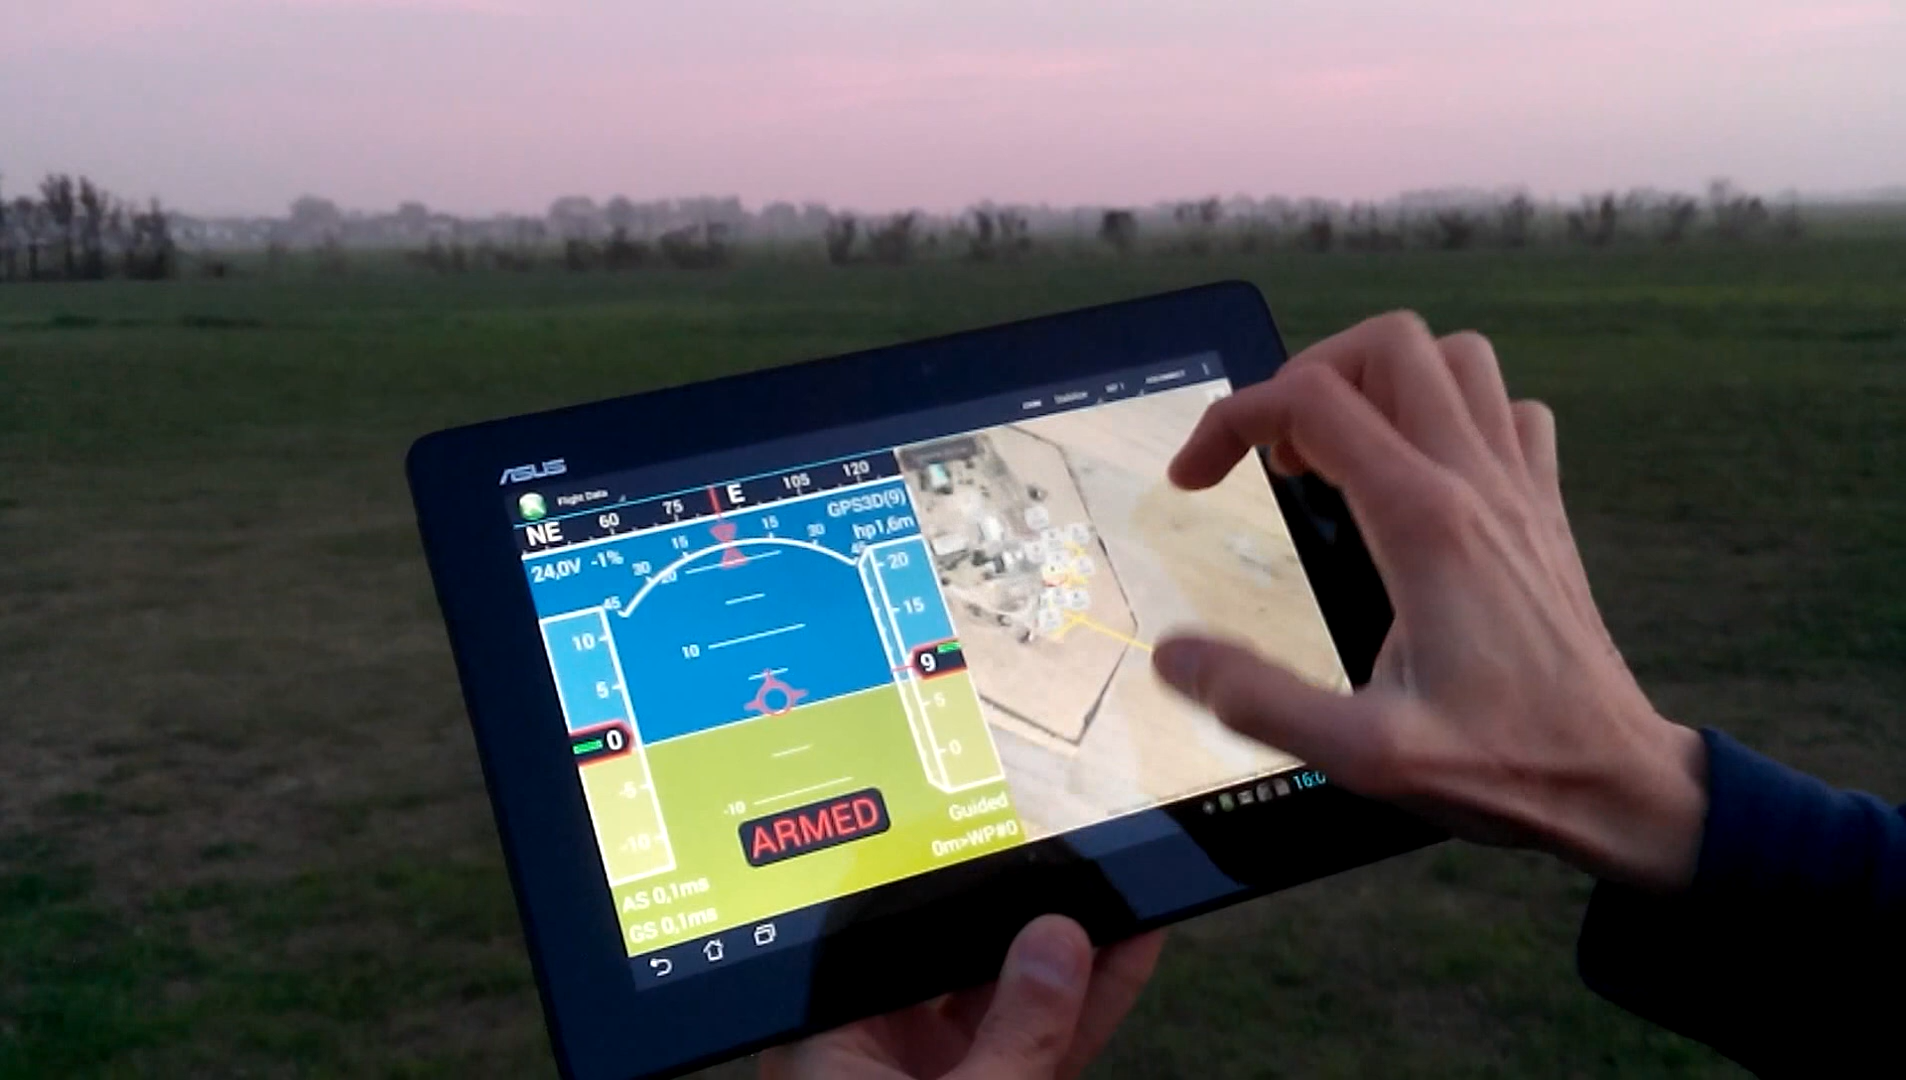 ASUS
Flight Data
NE 60 75 E 105 120
24,0V -1%
GPS3D(9)
hp1,6m
45 30 15 15 30 45
20
10
-10
10
5
0
-5
-10
20
15
9
5
0
ARMED
Guided
0m>WP#0
AS 0,1ms
GS 0,1ms